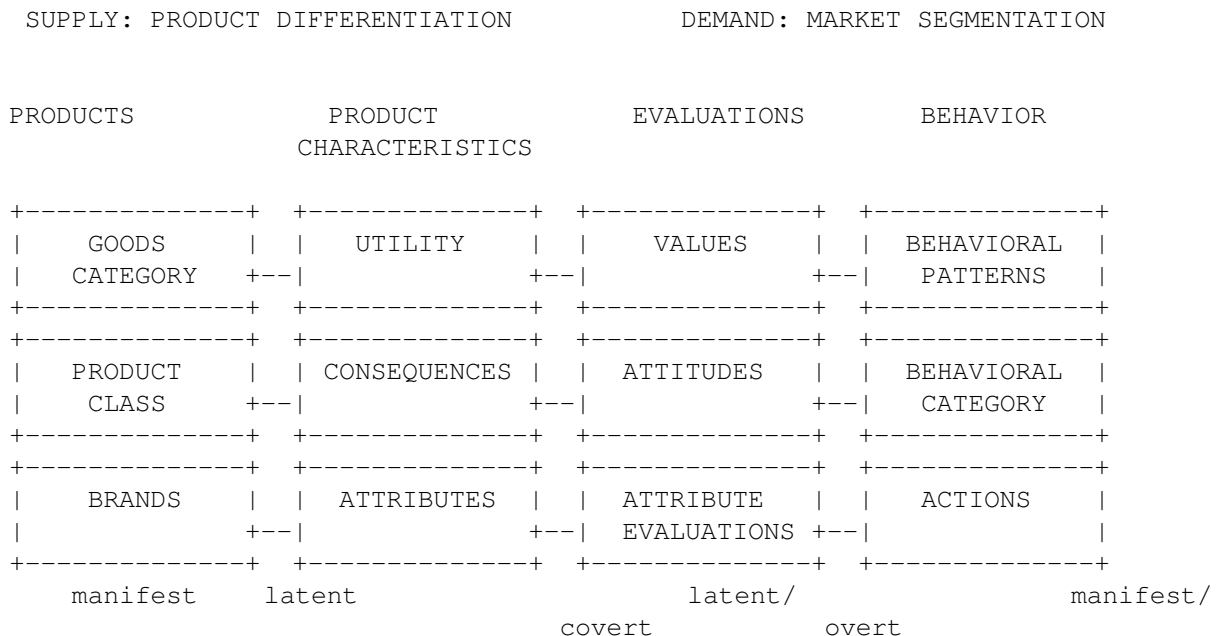 SUPPLY: PRODUCT DIFFERENTIATION DEMAND: MARKET SEGMENTATION
PRODUCTS PRODUCT EVALUATIONS BEHAVIOR
CHARACTERISTICS
+--------------+ +--------------+ +--------------+ +--------------+
| GOODS | | UTILITY | | VALUES | | BEHAVIORAL |
| CATEGORY +--| +--| +--| PATTERNS |
+--------------+ +--------------+ +--------------+ +--------------+
+--------------+ +--------------+ +--------------+ +--------------+
| PRODUCT | | CONSEQUENCES | | ATTITUDES | | BEHAVIORAL |
| CLASS +--| +--| +--| CATEGORY |
+--------------+ +--------------+ +--------------+ +--------------+
+--------------+ +--------------+ +--------------+ +--------------+
| BRANDS | | ATTRIBUTES | | ATTRIBUTE | | ACTIONS |
| +--| +--| EVALUATIONS +--| |
+--------------+ +--------------+ +--------------+ +--------------+
manifest latent latent/ manifest/
covert overt